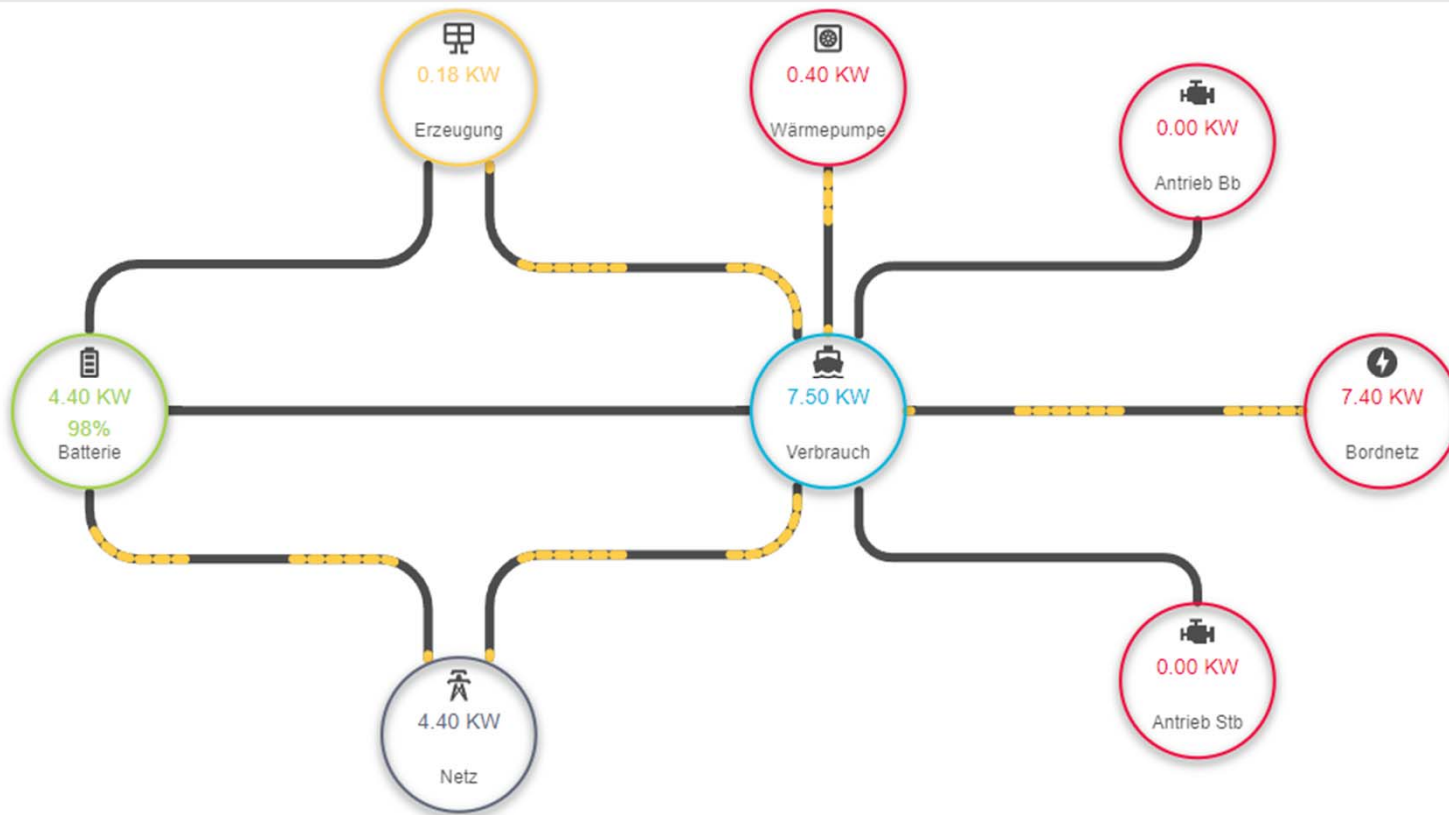 0.18 KW
Erzeugung
0.40 KW
Wärmepumpe
0.00 KW
Antrieb Bb
4.40 KW
98%
Batterie
7.50 KW
Verbrauch
7.40 KW
Bordnetz
4.40 KW
Netz
0.00 KW
Antrieb Stb